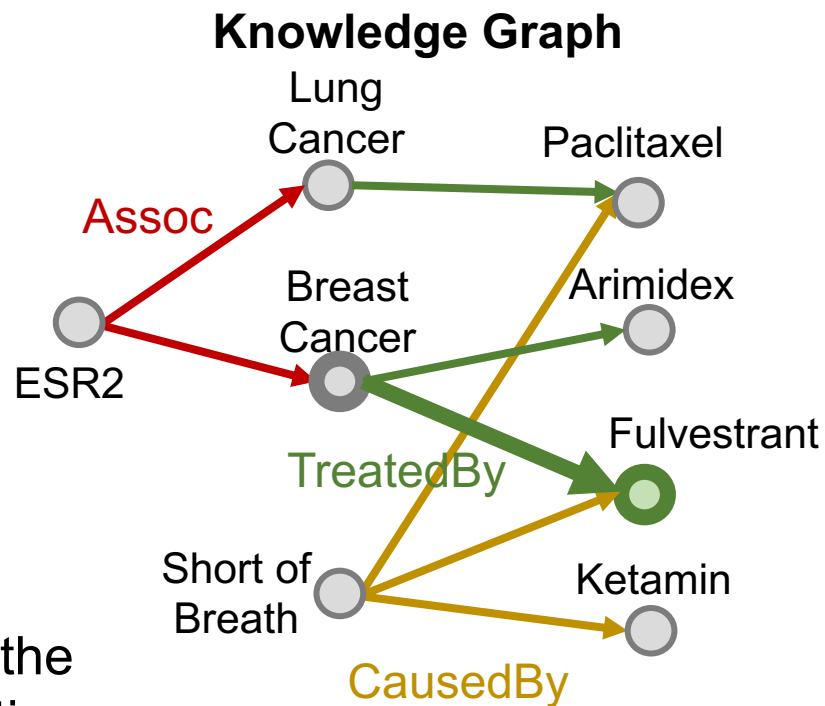 Knowledge Graph
Lung
Cancer
Paclitaxel
Assoc
Breast
Cancer
Arimidex
ESR2
Fulvestrant
TreatedBy
Short of
Breath
Ketamin
the
CausedBy